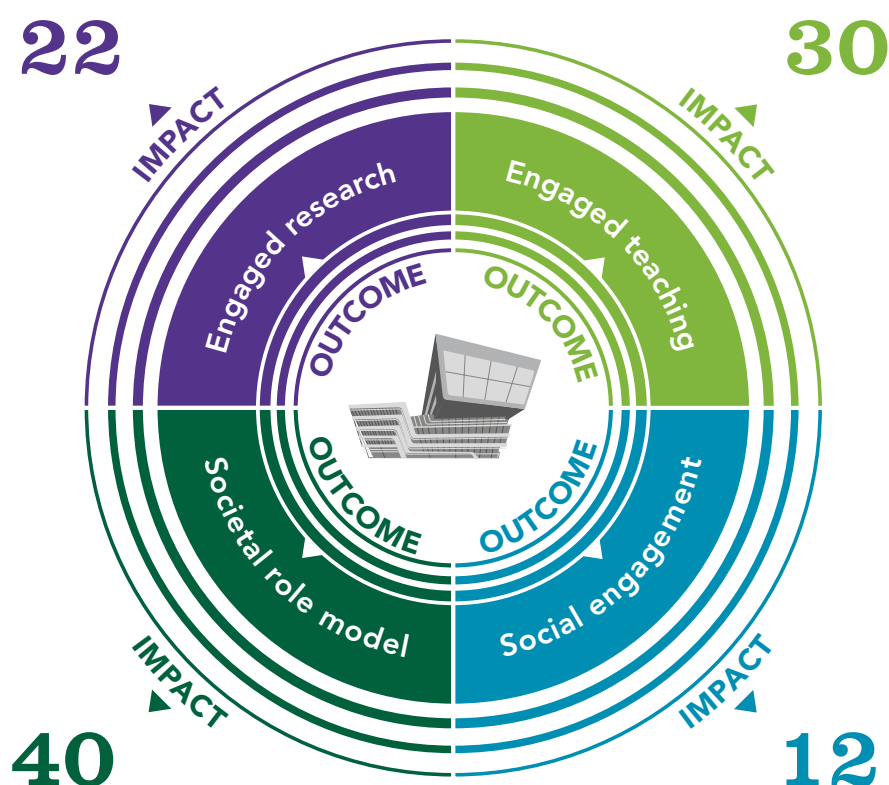 22
30
IMPACT
IMPACT
Engaged research
Engaged teaching
OUTCOME
OUTCOME
OUTCOME
OUTCOME
Societal role model
Social engagement
IMPACT
IMPACT
40
12